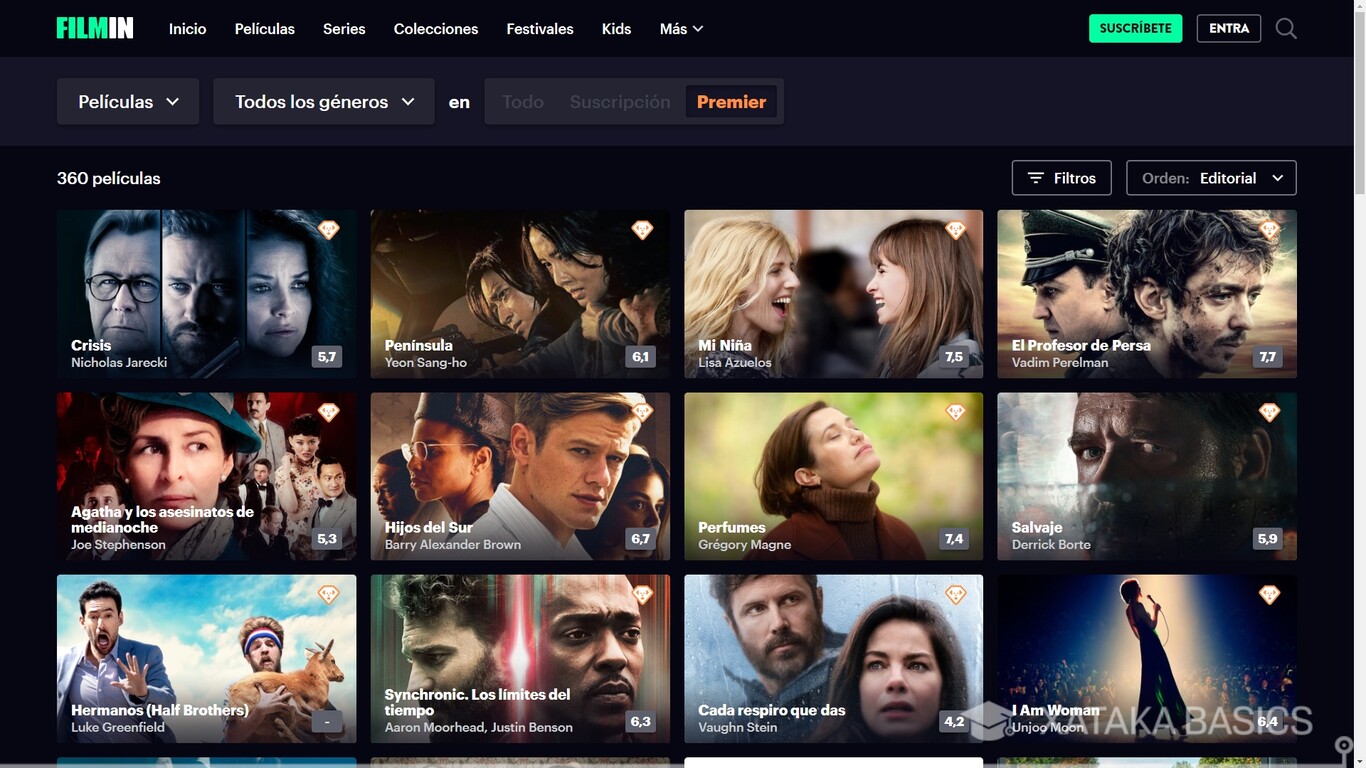 FILMIN
Inicio
Películas
Series
Colecciones
Festivales
Kids
Más
SUSCRÍBETE
ENTRA
Películas
Todos los géneros
en
Todo
Suscripción
Premier
360 películas
Filtros
Orden: Editorial
Crisis
Nicholas Jarecki
5,7
Península
Yeon Sang-ho
6,1
Mi Niña
Lisa Azuelos
7,5
El Profesor de Persa
Vadim Perelman
7,7
Agatha y los asesinatos de
medianoche
Joe Stephenson
5,3
Hijos del Sur
Barry Alexander Brown
6,7
Perfumes
Grégory Magne
7,4
Salvaje
Derrick Borte
5,9
Hermanos (Half Brothers)
Luke Greenfield
-
Synchronic. Los límites del
tiempo
Aaron Moorhead, Justin Benson
6,3
Cada respiro que das
Vaughn Stein
4,2
I Am Woman
Unjoo Moon
6,4
XATAKA BASICS